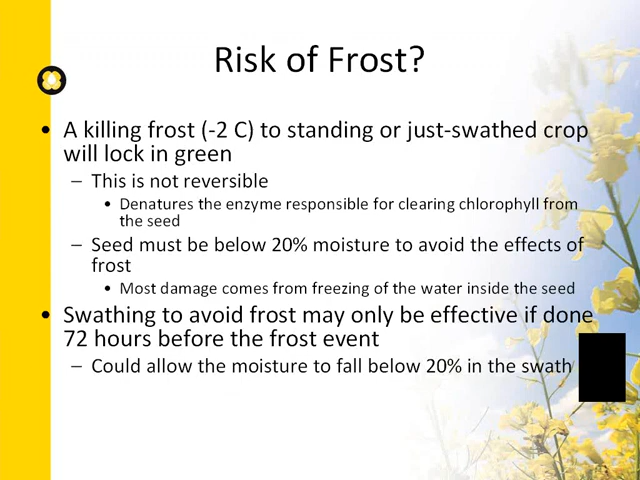 Risk of Frost?
• A killing frost (-2 C) to standing or just-swathed crop
will lock in green
– This is not reversible
• Denatures the enzyme responsible for clearing chlorophyll from
the seed
– Seed must be below 20% moisture to avoid the effects of
frost
• Most damage comes from freezing of the water inside the seed
• Swathing to avoid frost may only be effective if done
72 hours before the frost event
– Could allow the moisture to fall below 20% in the swath